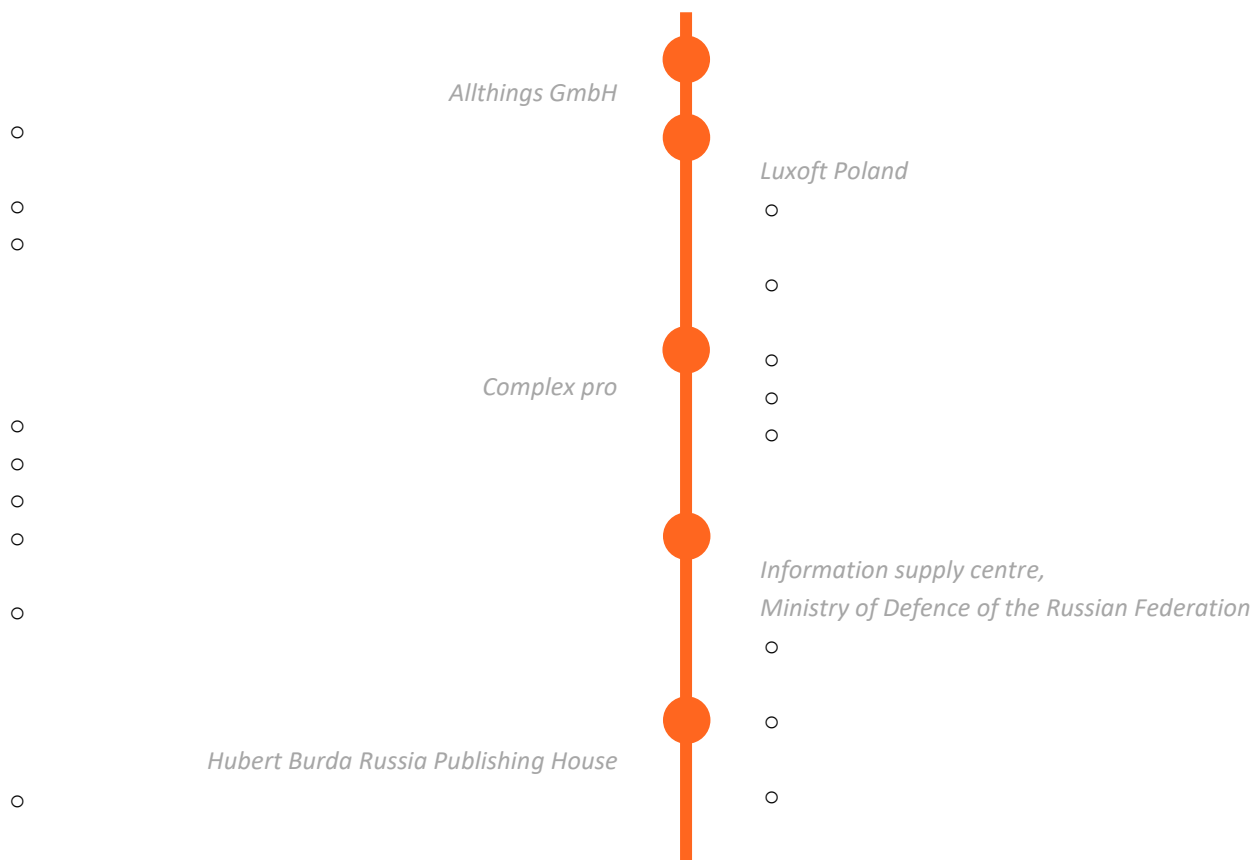 Allthings GmbH
Luxoft Poland
Complex pro
Information supply centre,
Ministry of Defence of the Russian Federation
Hubert Burda Russia Publishing House